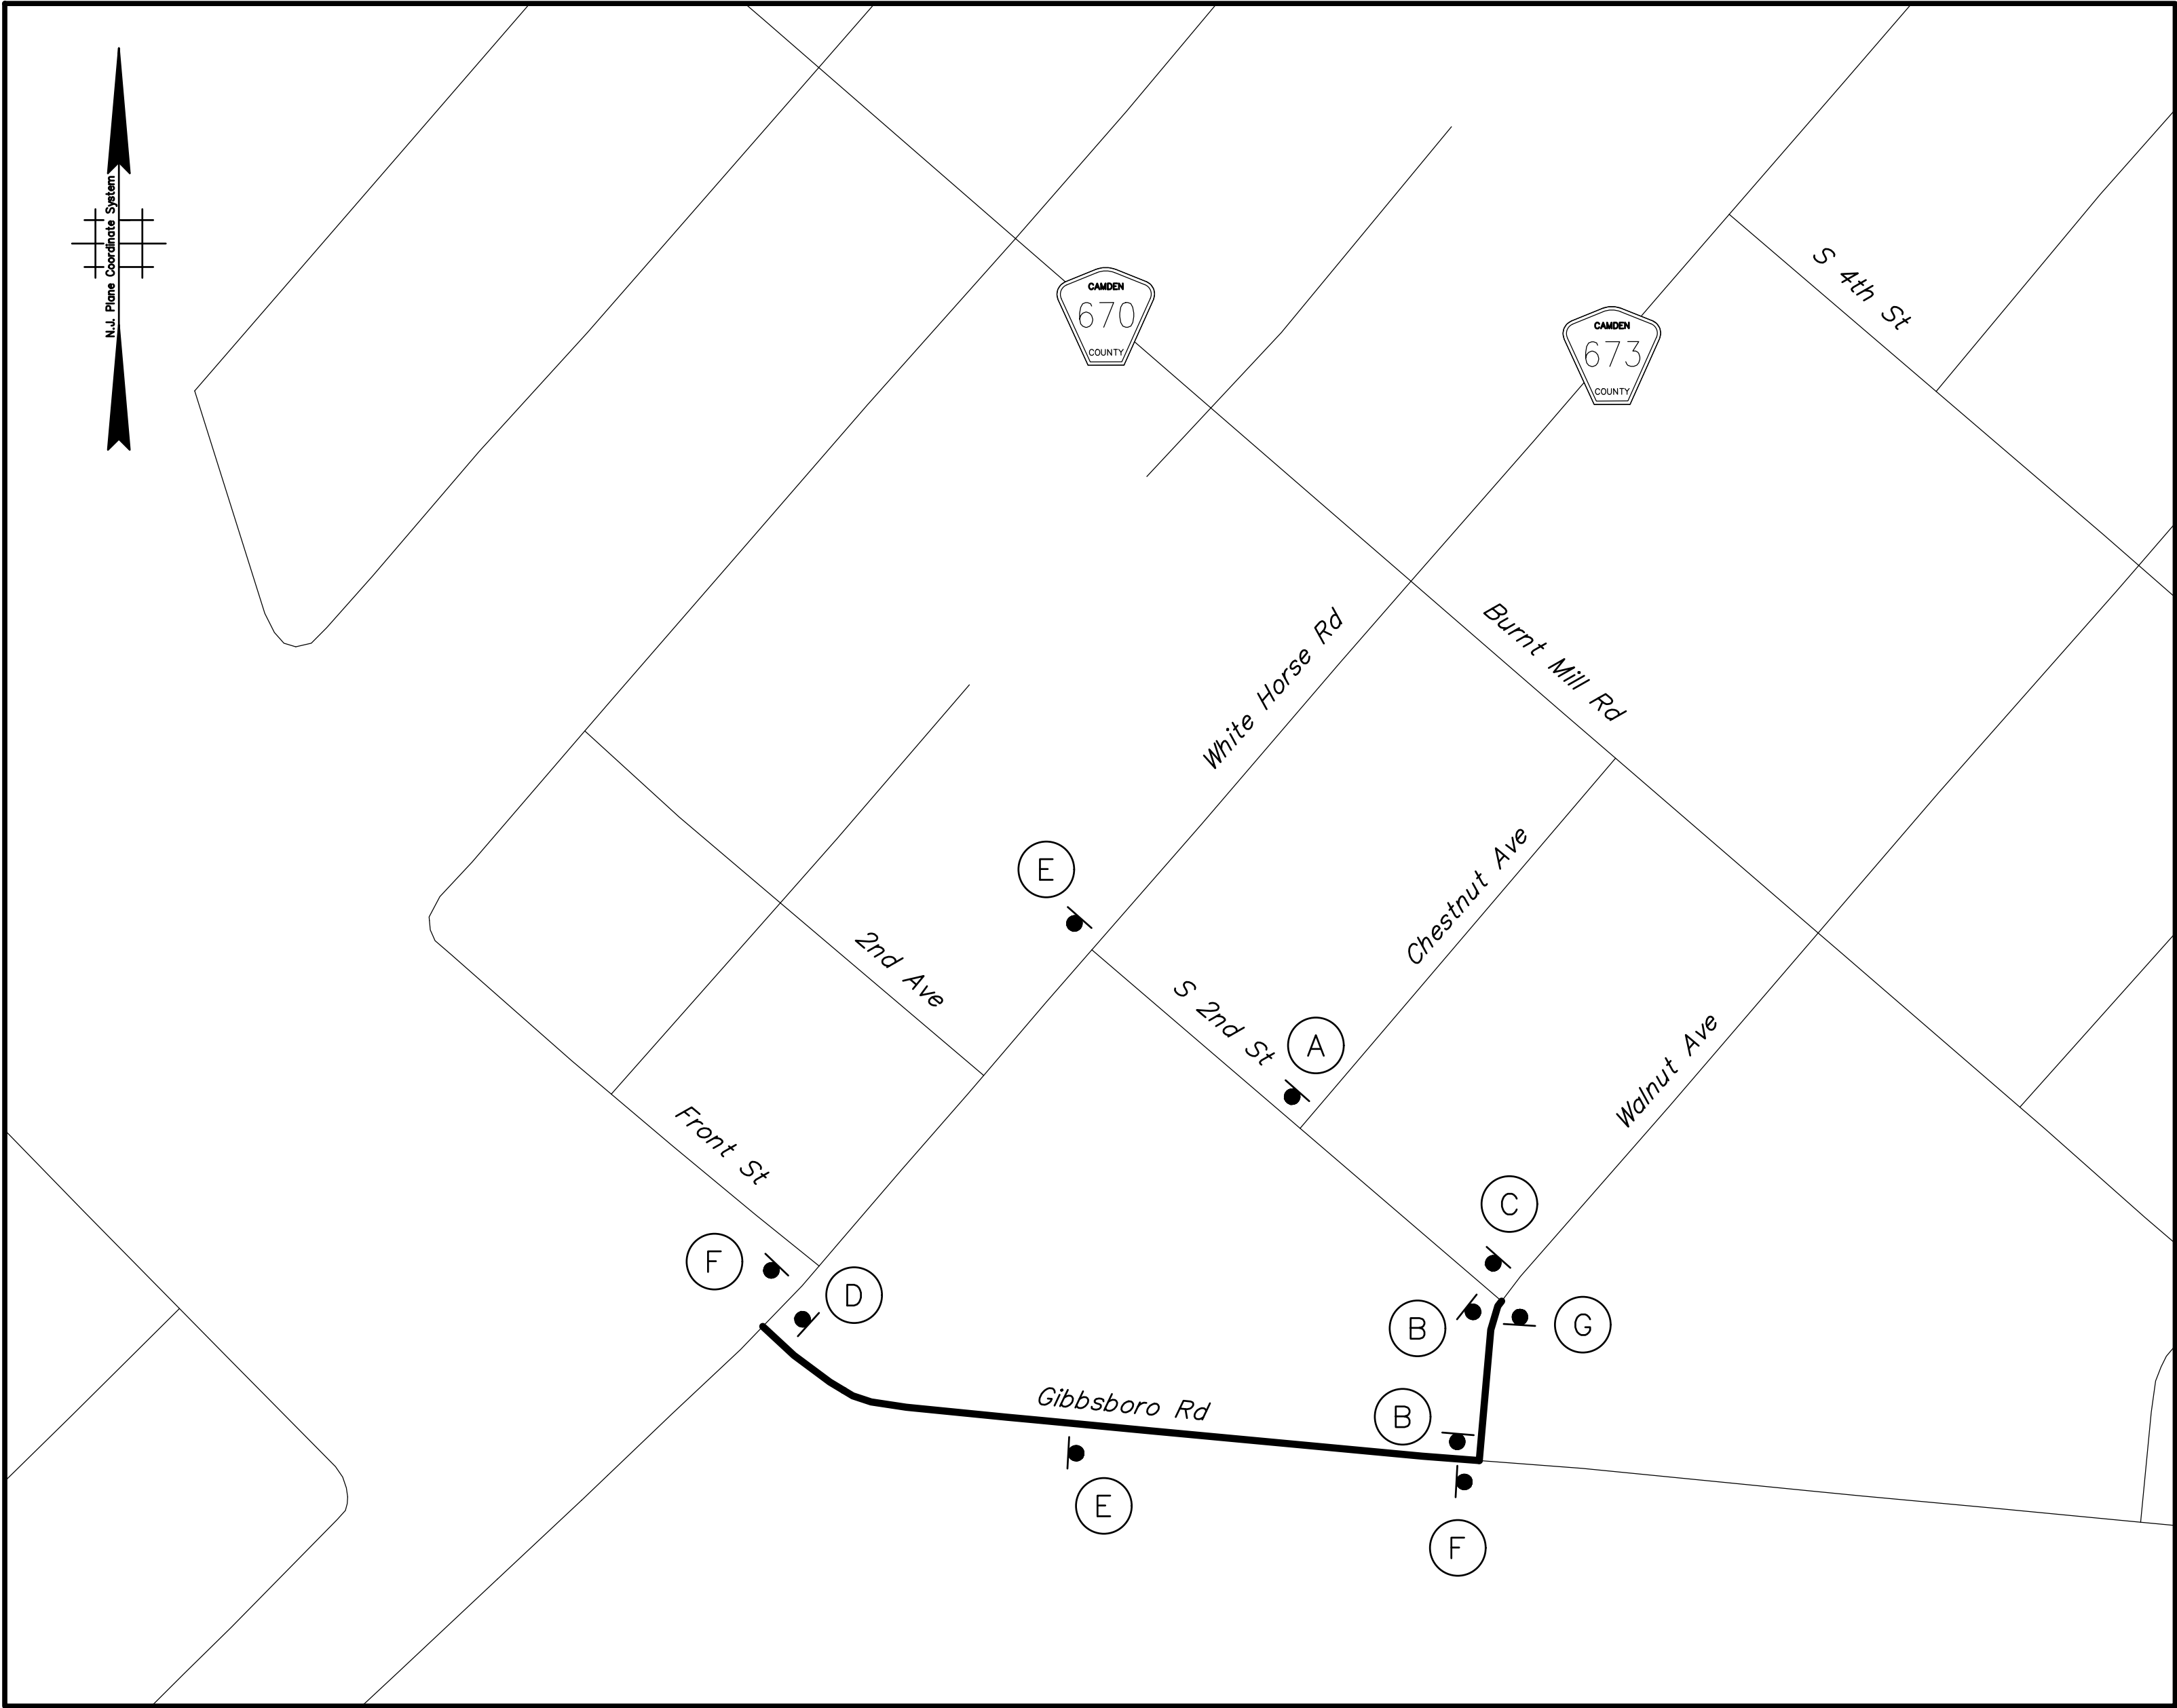 N.J. Plane Coordinate System
CAMDEN
670
COUNTY
CAMDEN
673
COUNTY
S 4th St
Burnt Mill Rd
White Horse Rd
Chestnut Ave
E
2nd Ave
S 2nd St
A
Walnut Ave
Front St
C
F
D
B
G
Gibbsboro Rd
B
E
F